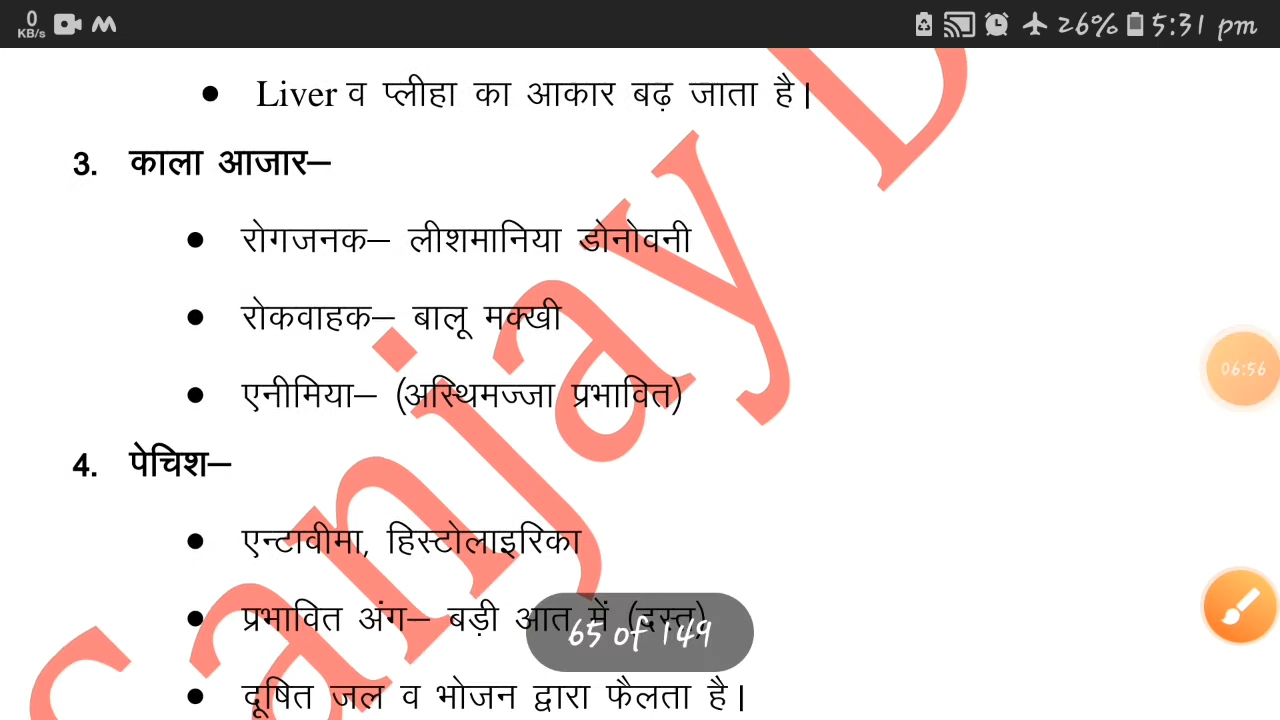 0
KB/s
26% 5:31 pm
• Liver व प्लीहा का आकार बढ़ जाता है।
3. काला आजार–
• रोगजनक– लीशमानिया डोनोवनी
• रोकवाहक– बालू मक्खी
06:56
• एनीमिया– (अस्थिमज्जा प्रभावित)
4. पेचिश–
• एन्टावीमा, हिस्टोलाइरिका
• प्रभावित अंग– बड़ी आत में (दस्त)
65 of 149
• दूषित जल व भोजन द्वारा फैलता है।
Sanjay D